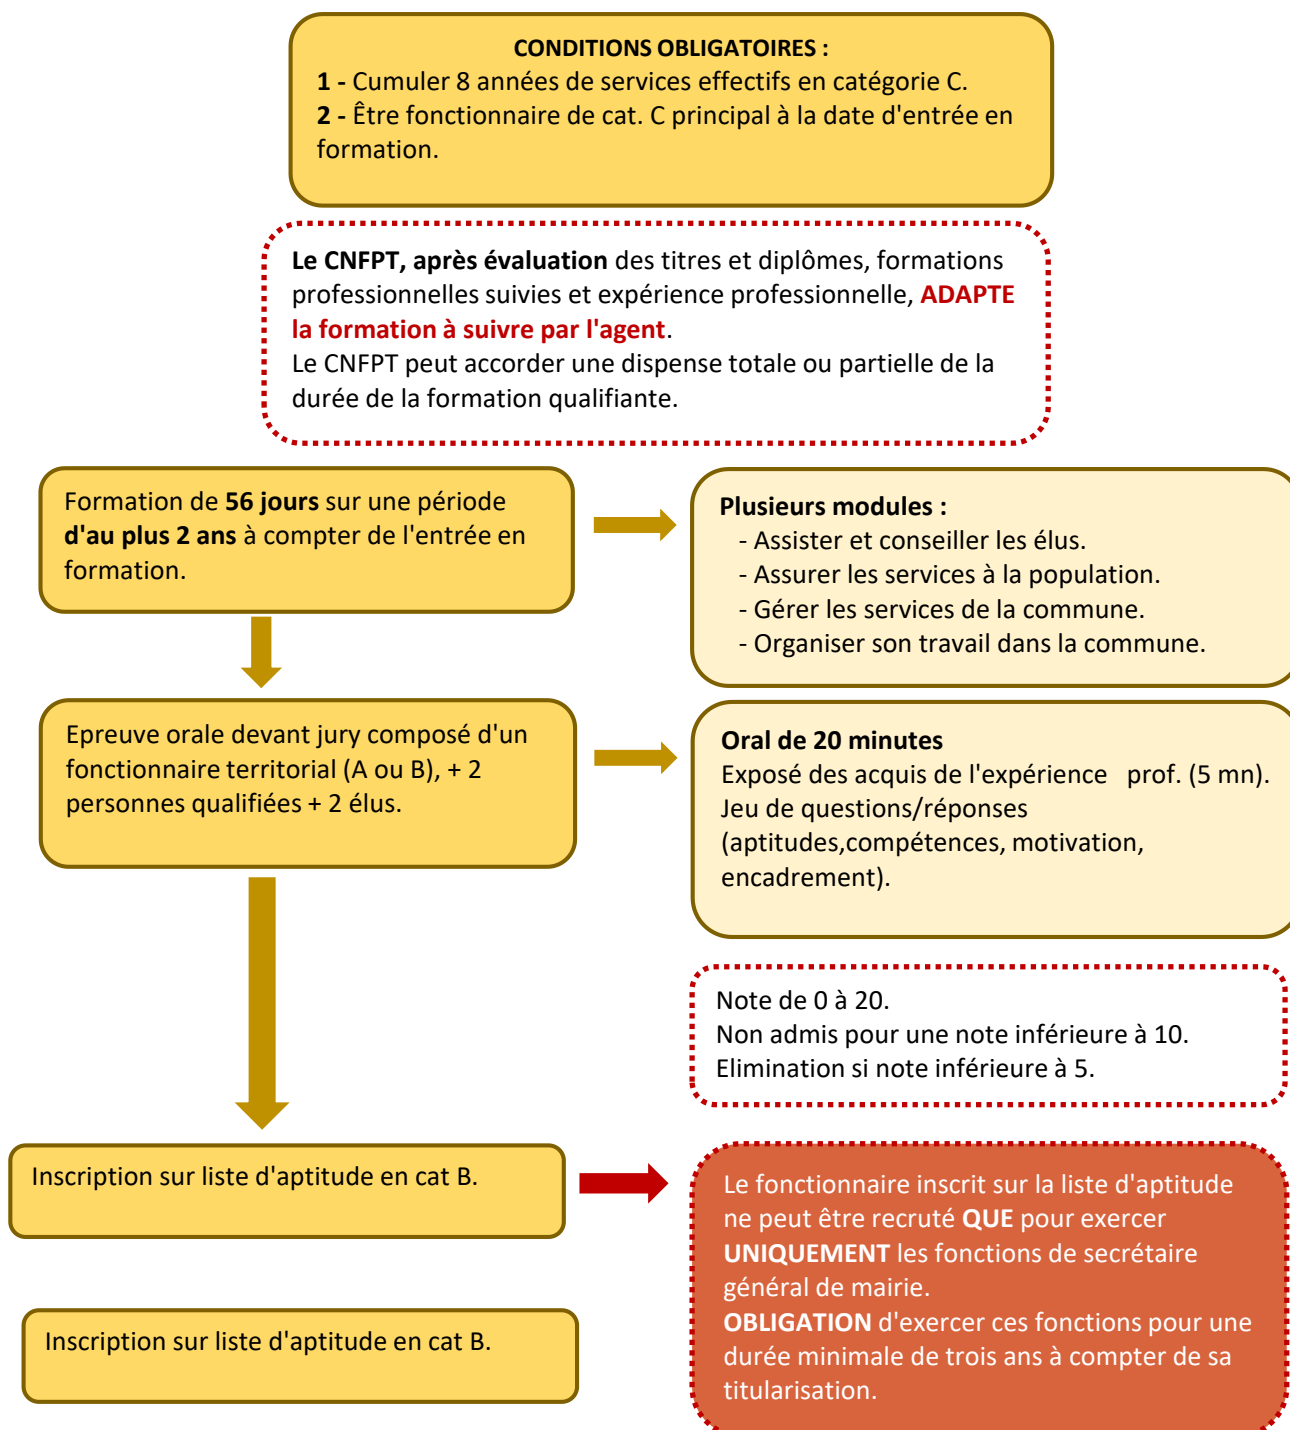 CONDITIONS OBLIGATOIRES :
1 - Cumuler 8 années de services effectifs en catégorie C.
2 - Être fonctionnaire de cat. C principal à la date d'entrée en
formation.
Le CNFPT, après évaluation des titres et diplômes, formations
professionnelles suivies et expérience professionnelle, ADAPTE
la formation à suivre par l'agent.
Le CNFPT peut accorder une dispense totale ou partielle de la
durée de la formation qualifiante.
Formation de 56 jours sur une période
d'au plus 2 ans à compter de l'entrée en
formation.
Plusieurs modules :
- Assister et conseiller les élus.
- Assurer les services à la population.
- Gérer les services de la commune.
- Organiser son travail dans la commune.
Epreuve orale devant jury composé d'un
fonctionnaire territorial (A ou B), + 2
personnes qualifiées + 2 élus.
Oral de 20 minutes
Exposé des acquis de l'expérience prof. (5 mn).
Jeu de questions/réponses
(aptitudes,compétences, motivation,
encadrement).
Note de 0 à 20.
Non admis pour une note inférieure à 10.
Elimination si note inférieure à 5.
Inscription sur liste d'aptitude en cat B.
Le fonctionnaire inscrit sur la liste d'aptitude
ne peut être recruté QUE pour exercer
UNIQUEMENT les fonctions de secrétaire
général de mairie.
OBLIGATION d'exercer ces fonctions pour une
durée minimale de trois ans à compter de sa
titularisation.
Inscription sur liste d'aptitude en cat B.